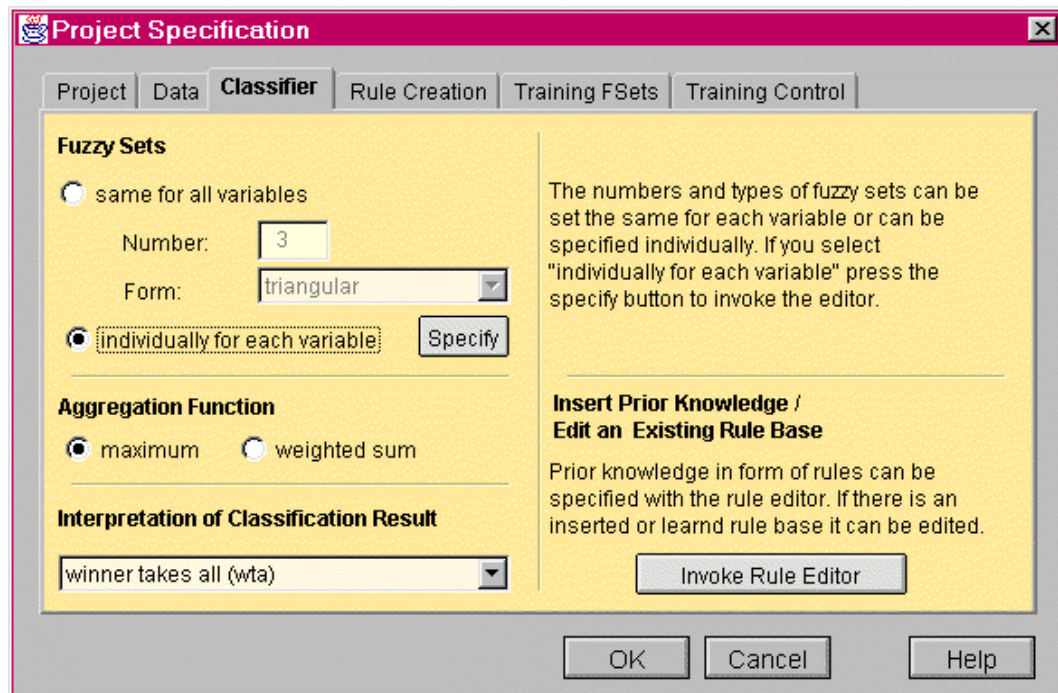 Project Specification
Project Data Classifier Rule Creation Training FSets Training Control
Fuzzy Sets
same for all variables
Number: 3
Form: triangular
individually for each variable Specify
Aggregation Function
maximum weighted sum
Interpretation of Classification Result
winner takes all (wta)
The numbers and types of fuzzy sets can be
set the same for each variable or can be
specified individually. If you select
"individually for each variable" press the
specify button to invoke the editor.
Insert Prior Knowledge /
Edit an Existing Rule Base
Prior knowledge in form of rules can be
specified with the rule editor. If there is an
inserted or learnd rule base it can be edited.
Invoke Rule Editor
OK Cancel Help